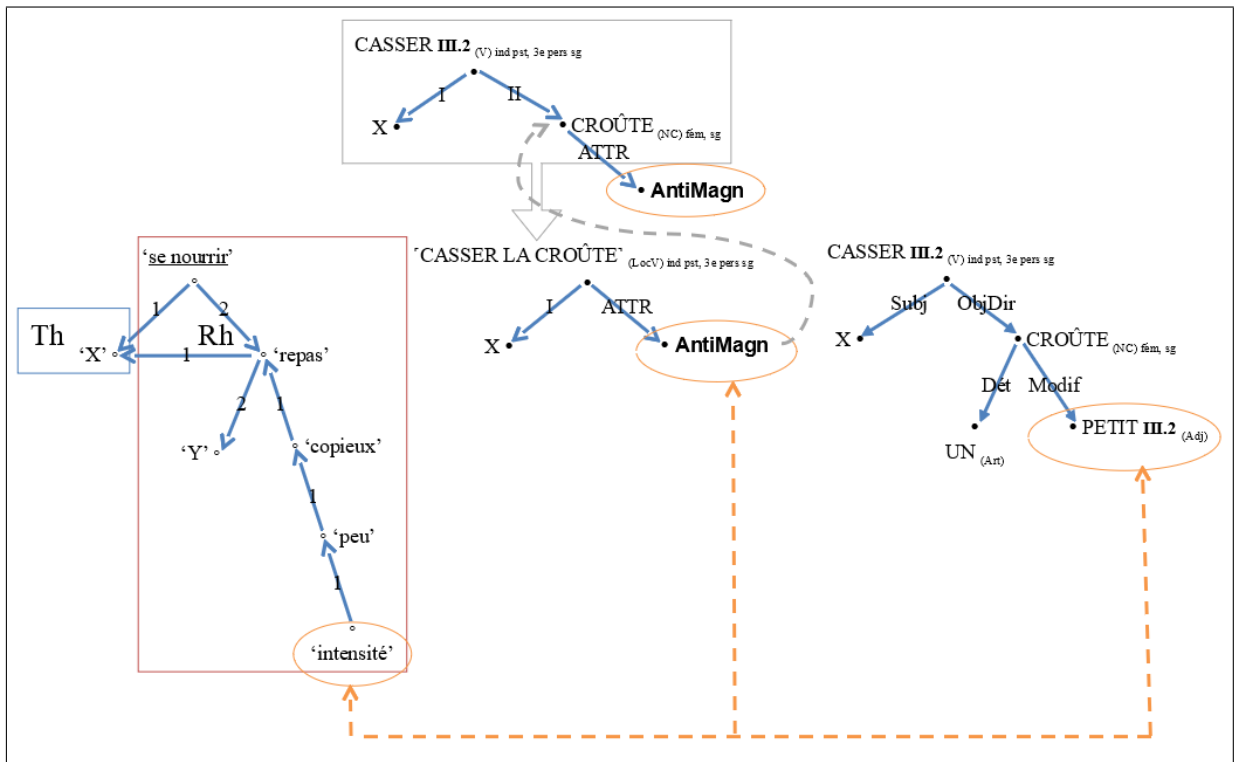 CASSER III.2 (V) ind pst, 3e pers sg
I
II
X
CROÛTE (NC) fém, sg
ATTR
AntiMagn
‘se nourrir’
1
2
Th
Rh
‘X’
1
‘repas’
2
1
‘Y’
‘copieux’
1
‘peu’
1
‘intensité’
˹CASSER LA CROÛTE˺ (LocV) ind pst, 3e pers sg
I
ATTR
X
AntiMagn
CASSER III.2 (V) ind pst, 3e pers sg
Subj
ObjDir
X
CROÛTE (NC) fém, sg
Dét
Modif
UN (Art)
PETIT III.2 (Adj)